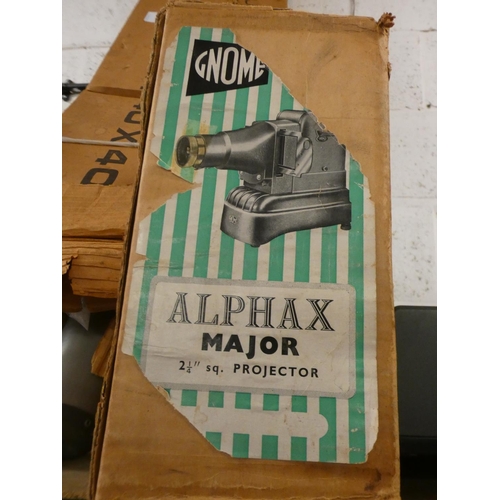 GNOME
ALPHAX
MAJOR
2¼" sq. PROJECTOR